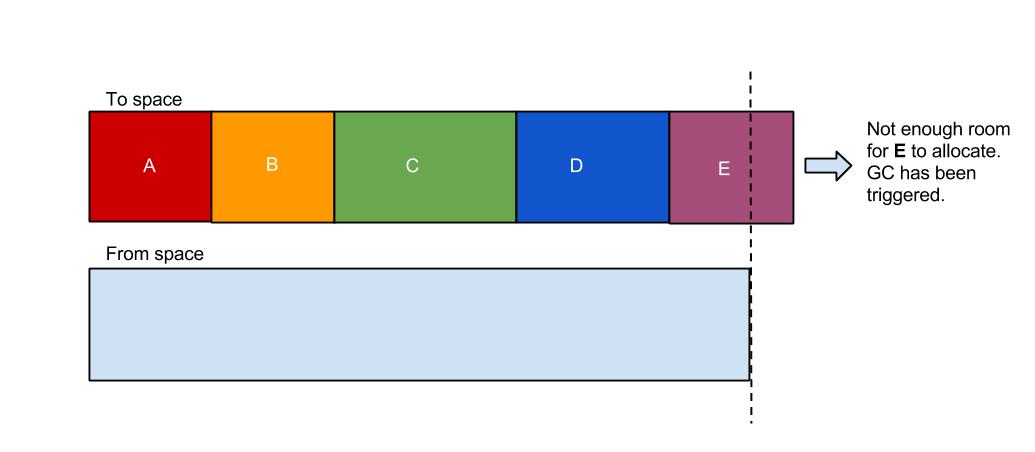 To space
A
B
C
D
E
Not enough room
for E to allocate.
GC has been
triggered.
From space